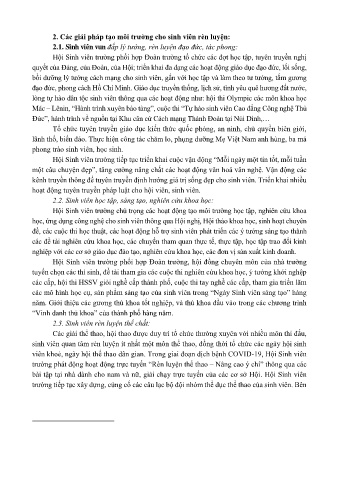 2. Các giải pháp tạo môi trường cho sinh viên rèn luyện:
2.1. Sinh viên vun đắp lý tưởng, rèn luyện đạo đức, tác phong:
Hội Sinh viên trường phối hợp Đoàn trường tổ chức các đợt học tập, tuyên truyền nghị
quyết của Đảng, của Đoàn, của Hội; triển khai đa dạng các hoạt động giáo dục đạo đức, lối sống,
bồi dưỡng lý tưởng cách mạng cho sinh viên, gắn với học tập và làm theo tư tưởng, tấm gương
đạo đức, phong cách Hồ Chí Minh. Giáo dục truyền thống, lịch sử, tình yêu quê hương đất nước,
lòng tự hào dân tộc sinh viên thông qua các hoạt động như: hội thi Olympic các môn khoa học
Mác – Lênin, "Hành trình xuyên bảo tàng", cuộc thi "Tự hào sinh viên Cao đẳng Công nghệ Thủ
Đức", hành trình về nguồn tại Khu căn cứ Cách mạng Thành Đoàn tại Núi Dinh,…
Tổ chức tuyên truyền giáo dục kiến thức quốc phòng, an ninh, chủ quyền biên giới,
lãnh thổ, biển đảo. Thực hiện công tác chăm lo, phụng dưỡng Mẹ Việt Nam anh hùng, ba má
phong trào sinh viên, học sinh.
Hội Sinh viên trường tiếp tục triển khai cuộc vận động "Mỗi ngày một tin tốt, mỗi tuần
một câu chuyện đẹp", tăng cường năng chất các hoạt động văn hoá văn nghệ. Vận động các
kênh truyền thông để tuyên truyền định hướng giá trị sống đẹp cho sinh viên. Triển khai nhiều
hoạt động tuyên truyền pháp luật cho hội viên, sinh viên.
2.2. Sinh viên học tập, sáng tạo, nghiên cứu khoa học:
Hội Sinh viên trường chú trọng các hoạt động tạo môi trường học tập, nghiên cứu khoa
học, ứng dụng công nghệ cho sinh viên thông qua Hội nghị, Hội thảo khoa học, sinh hoạt chuyên
đề, các cuộc thi học thuật, các hoạt động hỗ trợ sinh viên phát triển các ý tưởng sáng tạo thành
các đề tài nghiên cứu khoa học, các chuyến tham quan thực tế, thực tập, học tập trao đổi kinh
nghiệp với các cơ sở giáo dục đào tạo, nghiên cứu khoa học, các đơn vị sản xuất kinh doanh.
Hội Sinh viên trường phối hợp Đoàn trường, hội đồng chuyên môn của nhà trường
tuyển chọn các thí sinh, đề tài tham gia các cuộc thi nghiên cứu khoa học, ý tưởng khởi nghiệp
các cấp, hội thi HSSV giỏi nghề cấp thành phố, cuộc thi tay nghề các cấp, tham gia triển lãm
các mô hình học cụ, sản phẩm sáng tạo của sinh viên trong "Ngày Sinh viên sáng tạo" hàng
năm. Giới thiệu các gương thủ khoa tốt nghiệp, và thủ khoa đầu vào trong các chương trình
"Vinh danh thủ khoa" của thành phố hàng năm.
2.3. Sinh viên rèn luyện thể chất:
Các giải thể thao, hội thao được duy trì tổ chức thường xuyên với nhiều môn thi đấu,
sinh viên quan tâm rèn luyện ít nhất một môn thể thao, đồng thời tổ chức các ngày hội sinh
viên khoẻ, ngày hội thể thao dân gian. Trong giai đoạn dịch bệnh COVID-19, Hội Sinh viên
trường phát động hoạt động trực tuyến "Rèn luyện thể thao – Nâng cao ý chí" thông qua các
bài tập tại nhà dành cho nam và nữ, giải chạy trực tuyến của các cơ sở Hội. Hội Sinh viên
trường tiếp tục xây dựng, củng cố các câu lạc bộ đội nhóm thể dục thể thao của sinh viên. Bên